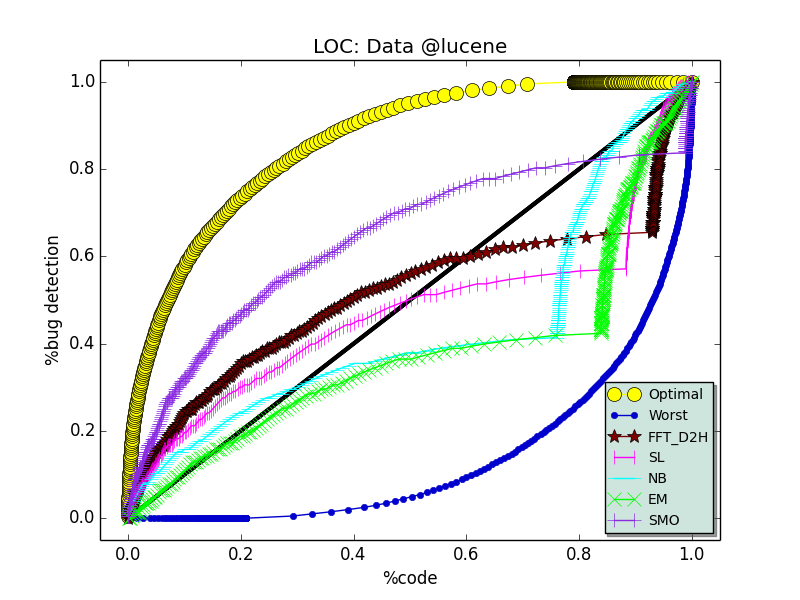 LOC: Data @lucene
%bug detection
1.0
0.8
0.6
0.4
0.2
0.0
0.0 0.2 0.4 0.6 0.8 1.0
%code
Optimal
Worst
FFT_D2H
SL
NB
EM
SMO